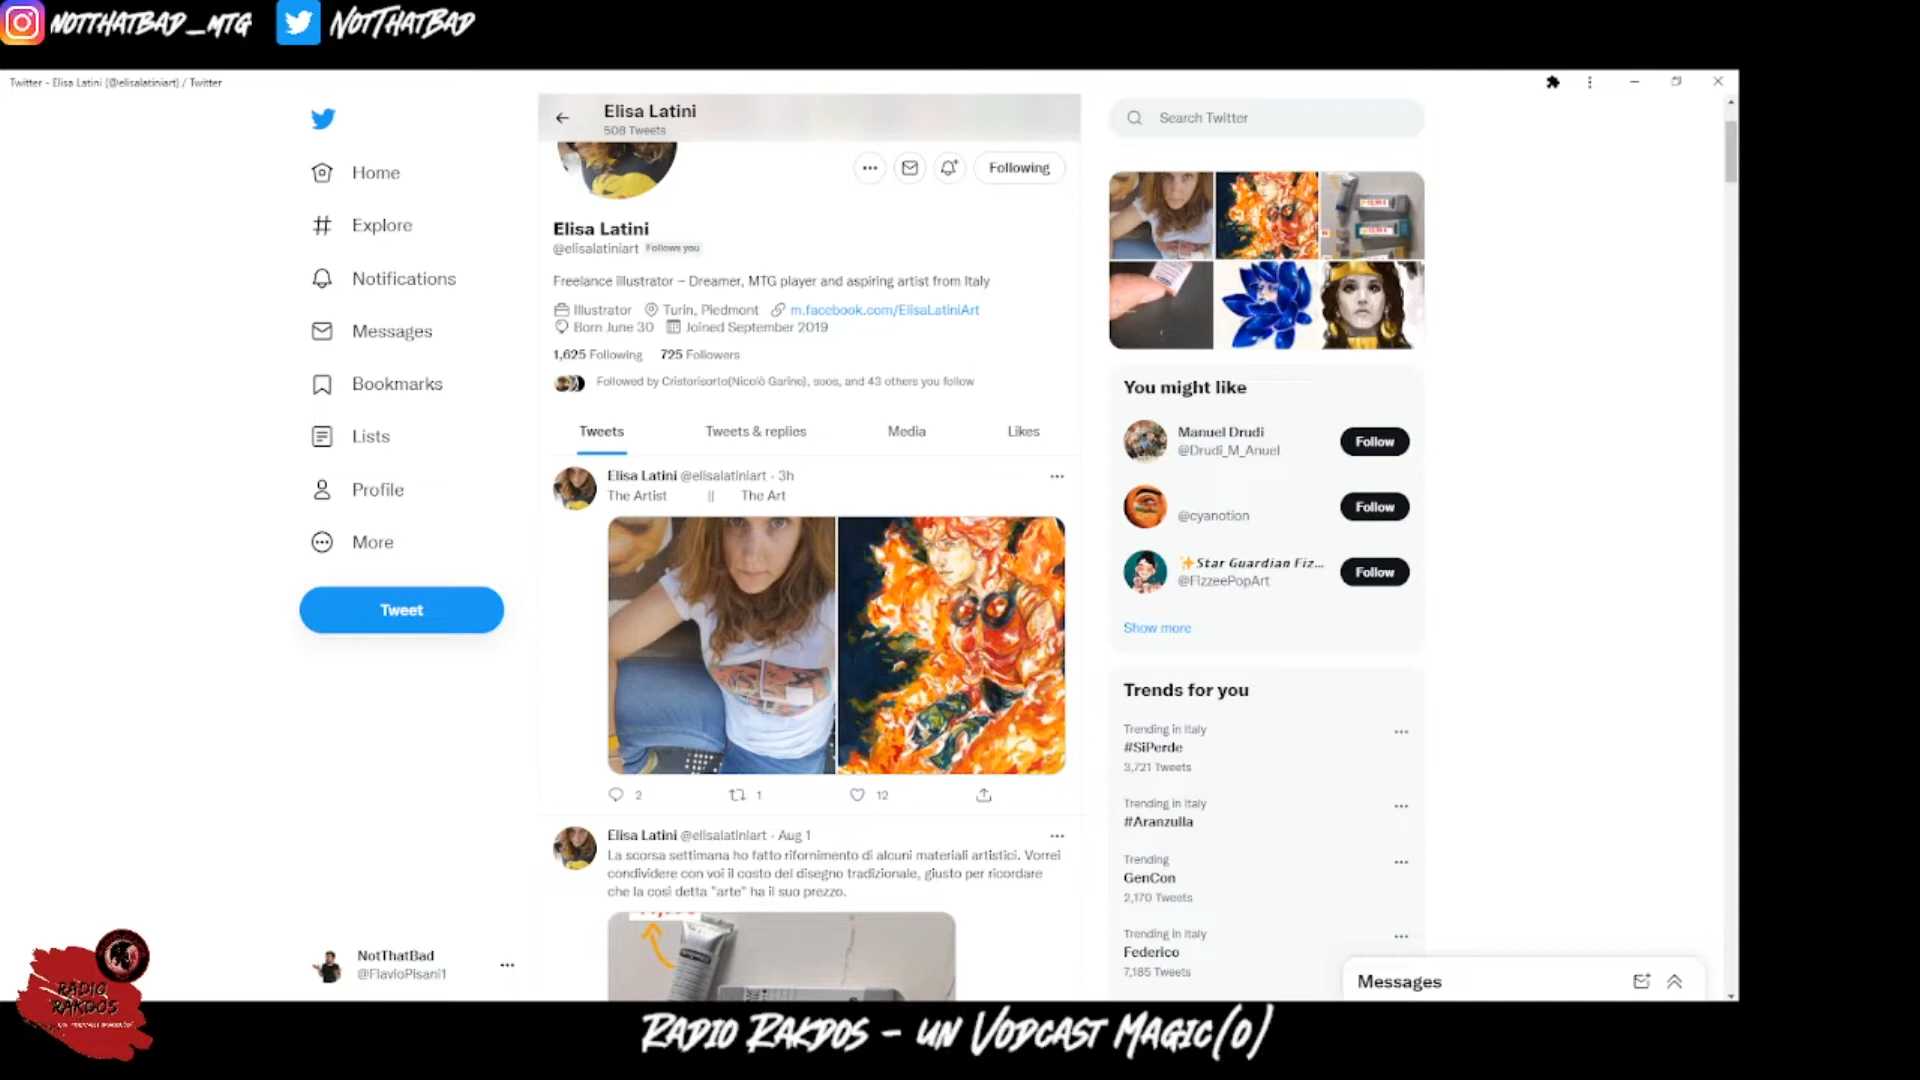 NOTTHATBAD_MTG
NOTTHATBAD
Twitter - Elisa Latini (@elisalatiniart) / Twitter
Home
Explore
Notifications
Messages
Bookmarks
Lists
Profile
More
Tweet
NotThatBad
@FlavioPisani1
Elisa Latini
508 Tweets
Following
Elisa Latini
@elisalatiniart Follows you
Freelance illustrator – Dreamer, MTG player and aspiring artist from Italy
Illustrator Turin, Piedmont m.facebook.com/ElisaLatiniArt
Born June 30 Joined September 2019
1,625 Following 725 Followers
Followed by Cristorisorto(Nicolò Garino), soos, and 43 others you follow
Tweets Tweets & replies Media Likes
Elisa Latini @elisalatiniart · 3h
The Artist || The Art
2 1 12
Elisa Latini @elisalatiniart · Aug 1
La scorsa settimana ho fatto rifornimento di alcuni materiali artistici. Vorrei
condividere con voi il costo del disegno tradizionale, giusto per ricordare
che la così detta "arte" ha il suo prezzo.
Search Twitter
You might like
Manuel Drudi
@Drudi_M_Anuel
Follow
@cyanotion
Follow
✨Star Guardian Fiz...
@FizzeePopArt
Follow
Show more
Trends for you
Trending in Italy
#SiPerde
3,721 Tweets
Trending in Italy
#Aranzulla
Trending
GenCon
2,170 Tweets
Trending in Italy
Federico
7,185 Tweets
Messages
RADIO
RAKDOS
RADIO RAKDOS – UN VODCAST MAGIC(O)